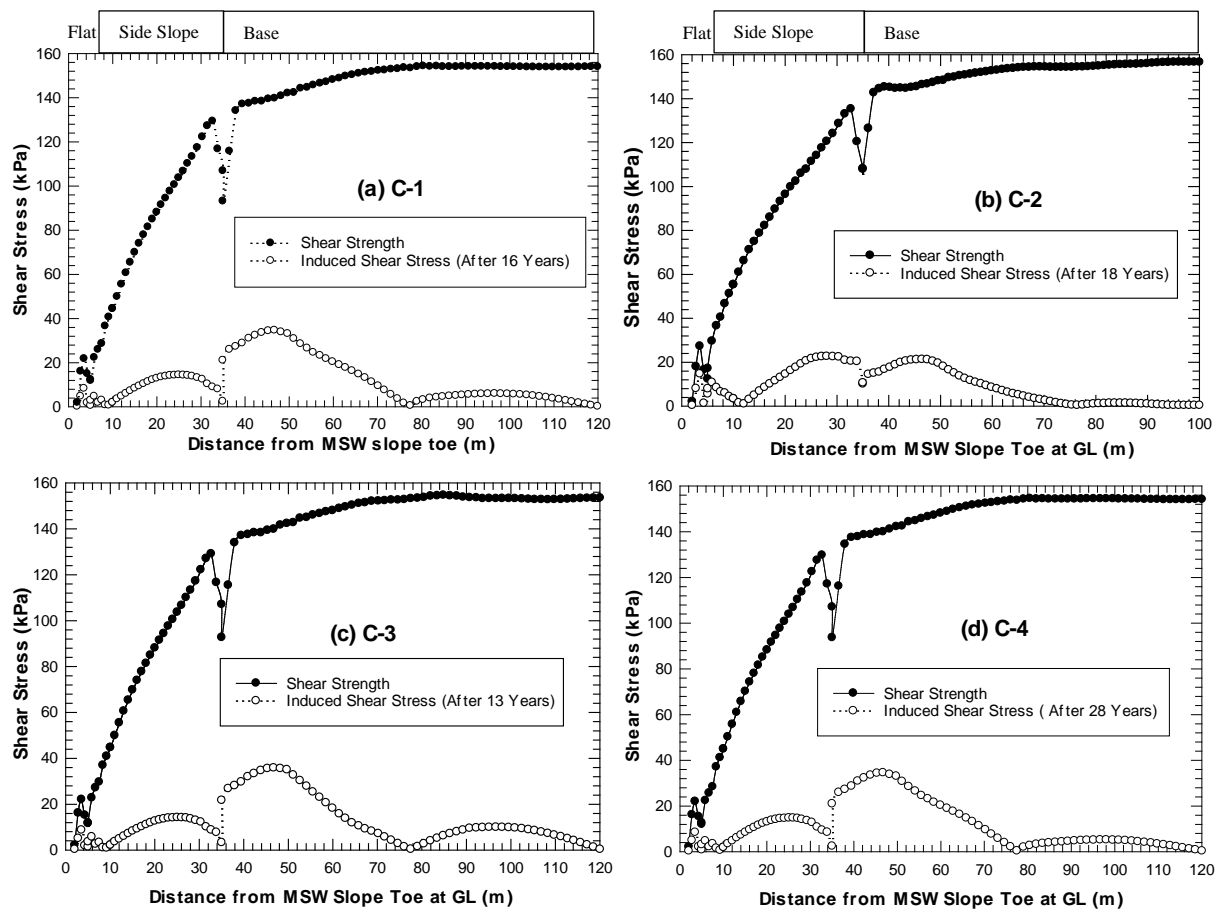 Flat Side Slope Base
Flat Side Slope Base
160
140
120
100
80
60
40
20
0
Shear Stress (kPa)
(a) C-1
Shear Strength
Induced Shear Stress (After 16 Years)
0 10 20 30 40 50 60 70 80 90 100 110 120
Distance from MSW slope toe (m)
160
140
120
100
80
60
40
20
0
Shear Stress (kPa)
(b) C-2
Shear Strength
Induced Shear Stress (After 18 Years)
0 10 20 30 40 50 60 70 80 90 100
Distance from MSW Slope Toe at GL (m)
160
140
120
100
80
60
40
20
0
Shear Stress (kPa)
(c) C-3
Shear Strength
Induced Shear Stress (After 13 Years)
0 10 20 30 40 50 60 70 80 90 100 110 120
Distance from MSW Slope Toe at GL (m)
160
140
120
100
80
60
40
20
0
Shear Stress (kPa)
(d) C-4
Shear Strength
Induced Shear Stress ( After 28 Years)
0 10 20 30 40 50 60 70 80 90 100 110 120
Distance from MSW Slope Toe at GL (m)